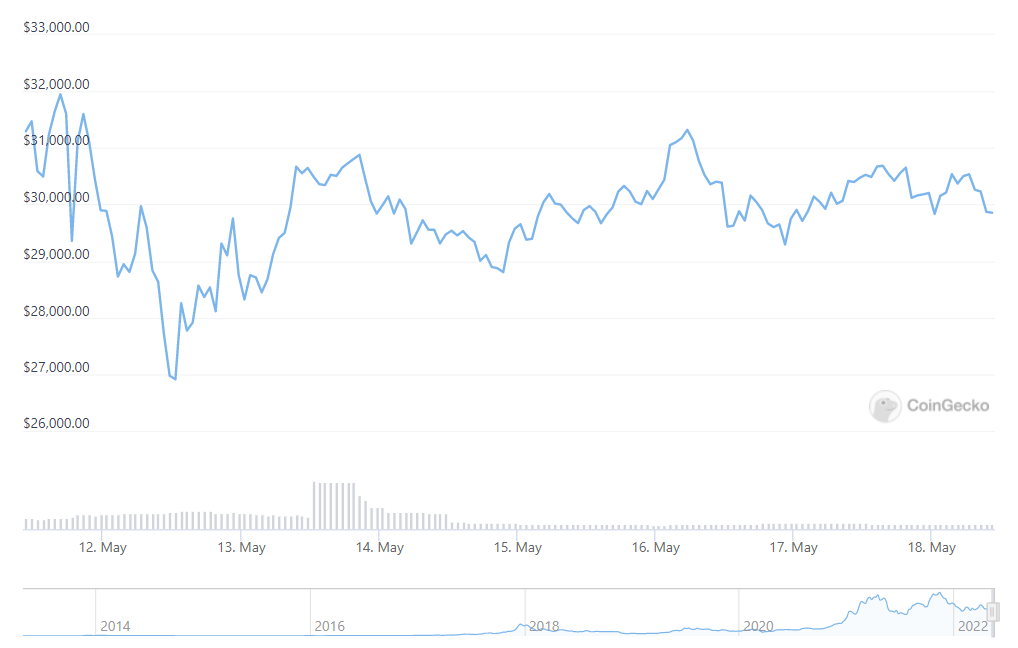 $33,000.00
$32,000.00
$31,000.00
$30,000.00
$29,000.00
$28,000.00
$27,000.00
CoinGecko
$26,000.00
12. May 13. May 14. May 15. May 16. May 17. May 18. May
2014 2016 2018 2020 2022